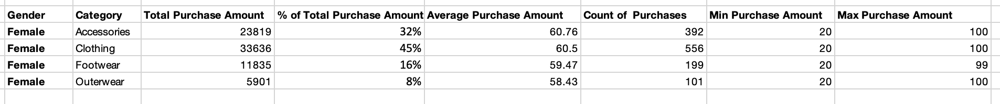 Gender Category Total Purchase Amount % of Total Purchase Amount Average Purchase Amount Count of  Purchases Min Purchase Amount Max Purchase Amount
Female Accessories 23819 32% 60.76 392 20 100
Female Clothing 33636 45% 60.5 556 20 100
Female Footwear 11835 16% 59.47 199 20 99
Female Outerwear 5901 8% 58.43 101 20 100